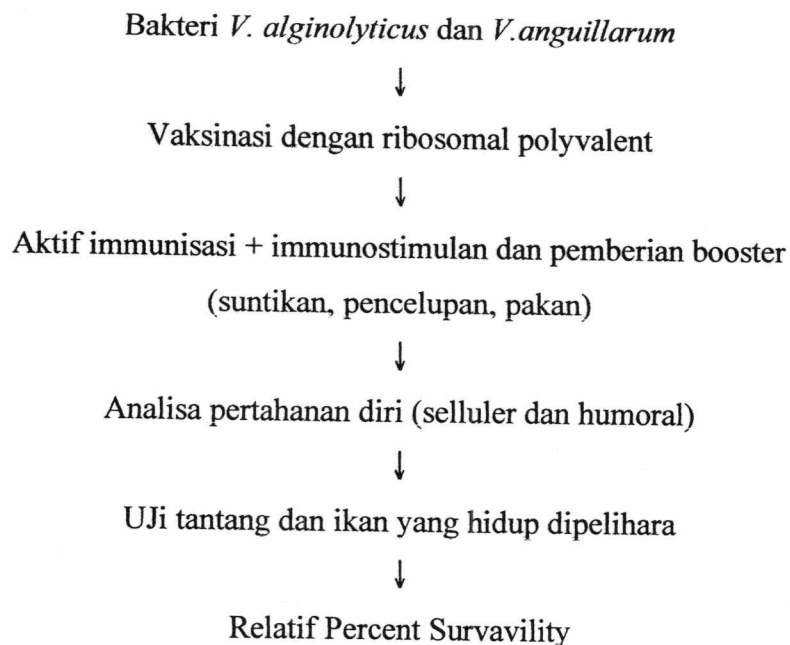 Bakteri V. alginolyticus dan V.anguillarum
↓
Vaksinasi dengan ribosomal polyvalent
↓
Aktif immunisasi + immunostimulan dan pemberian booster
(suntikan, pencelupan, pakan)
↓
Analisa pertahanan diri (selluler dan humoral)
↓
UJi tantang dan ikan yang hidup dipelihara
↓
Relatif Percent Survavility